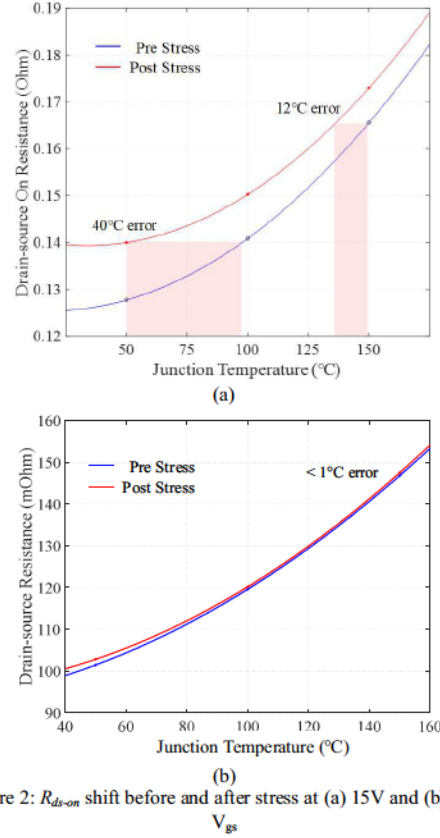 0.19
0.18
0.17
0.16
0.15
0.14
0.13
0.12
Drain-source On Resistance (Ohm)
Pre Stress
Post Stress
12°C error
40°C error
50 75 100 125 150
Junction Temperature (°C)
(a)
160
150
140
130
120
110
100
90
Drain-source Resistance (mOhm)
Pre Stress
Post Stress
< 1°C error
40 60 80 100 120 140 160
Junction Temperature (°C)
(b)
re 2: Rds-on shift before and after stress at (a) 15V and (b)
Vgs